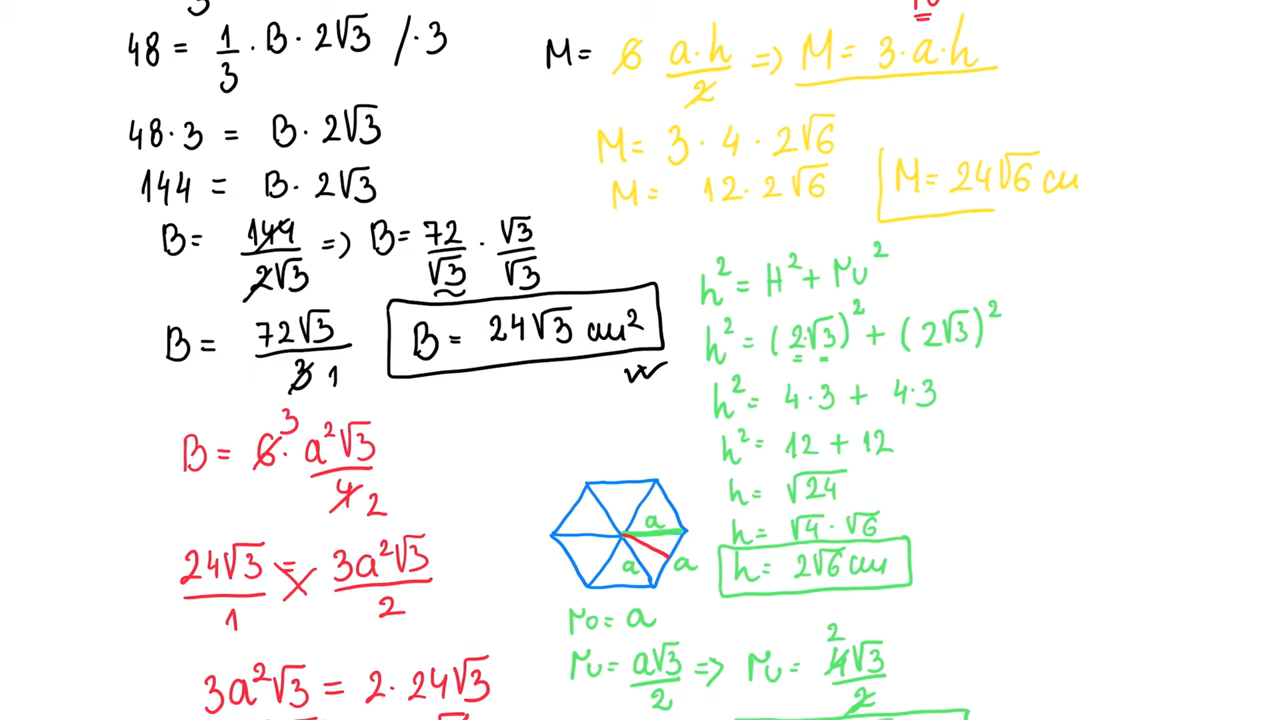 48 = 1/3 · B · 2√3 / · 3
48 · 3 = B · 2√3
144 = B · 2√3
B = 144/2√3 => B = 72/√3 · √3/√3
B = 72√3/3 1
B = 24√3 cm²
B = 6 3 · a²√3/4 2
24√3/1 = 3a²√3/2
3a²√3 = 2 · 24√3
M = 6 a·h/2 => M = 3·a·h
M = 3 · 4 · 2√6
M = 12 · 2√6
M = 24√6 cm
h² = H² + ru²
h² = (2·√3)² + (2√3)²
h² = 4·3 + 4·3
h² = 12 + 12
h = √24
h = √4 · √6
h = 2√6 cm
a
a a
ro = a
ru = a√3/2 => ru = 2 4√3/2